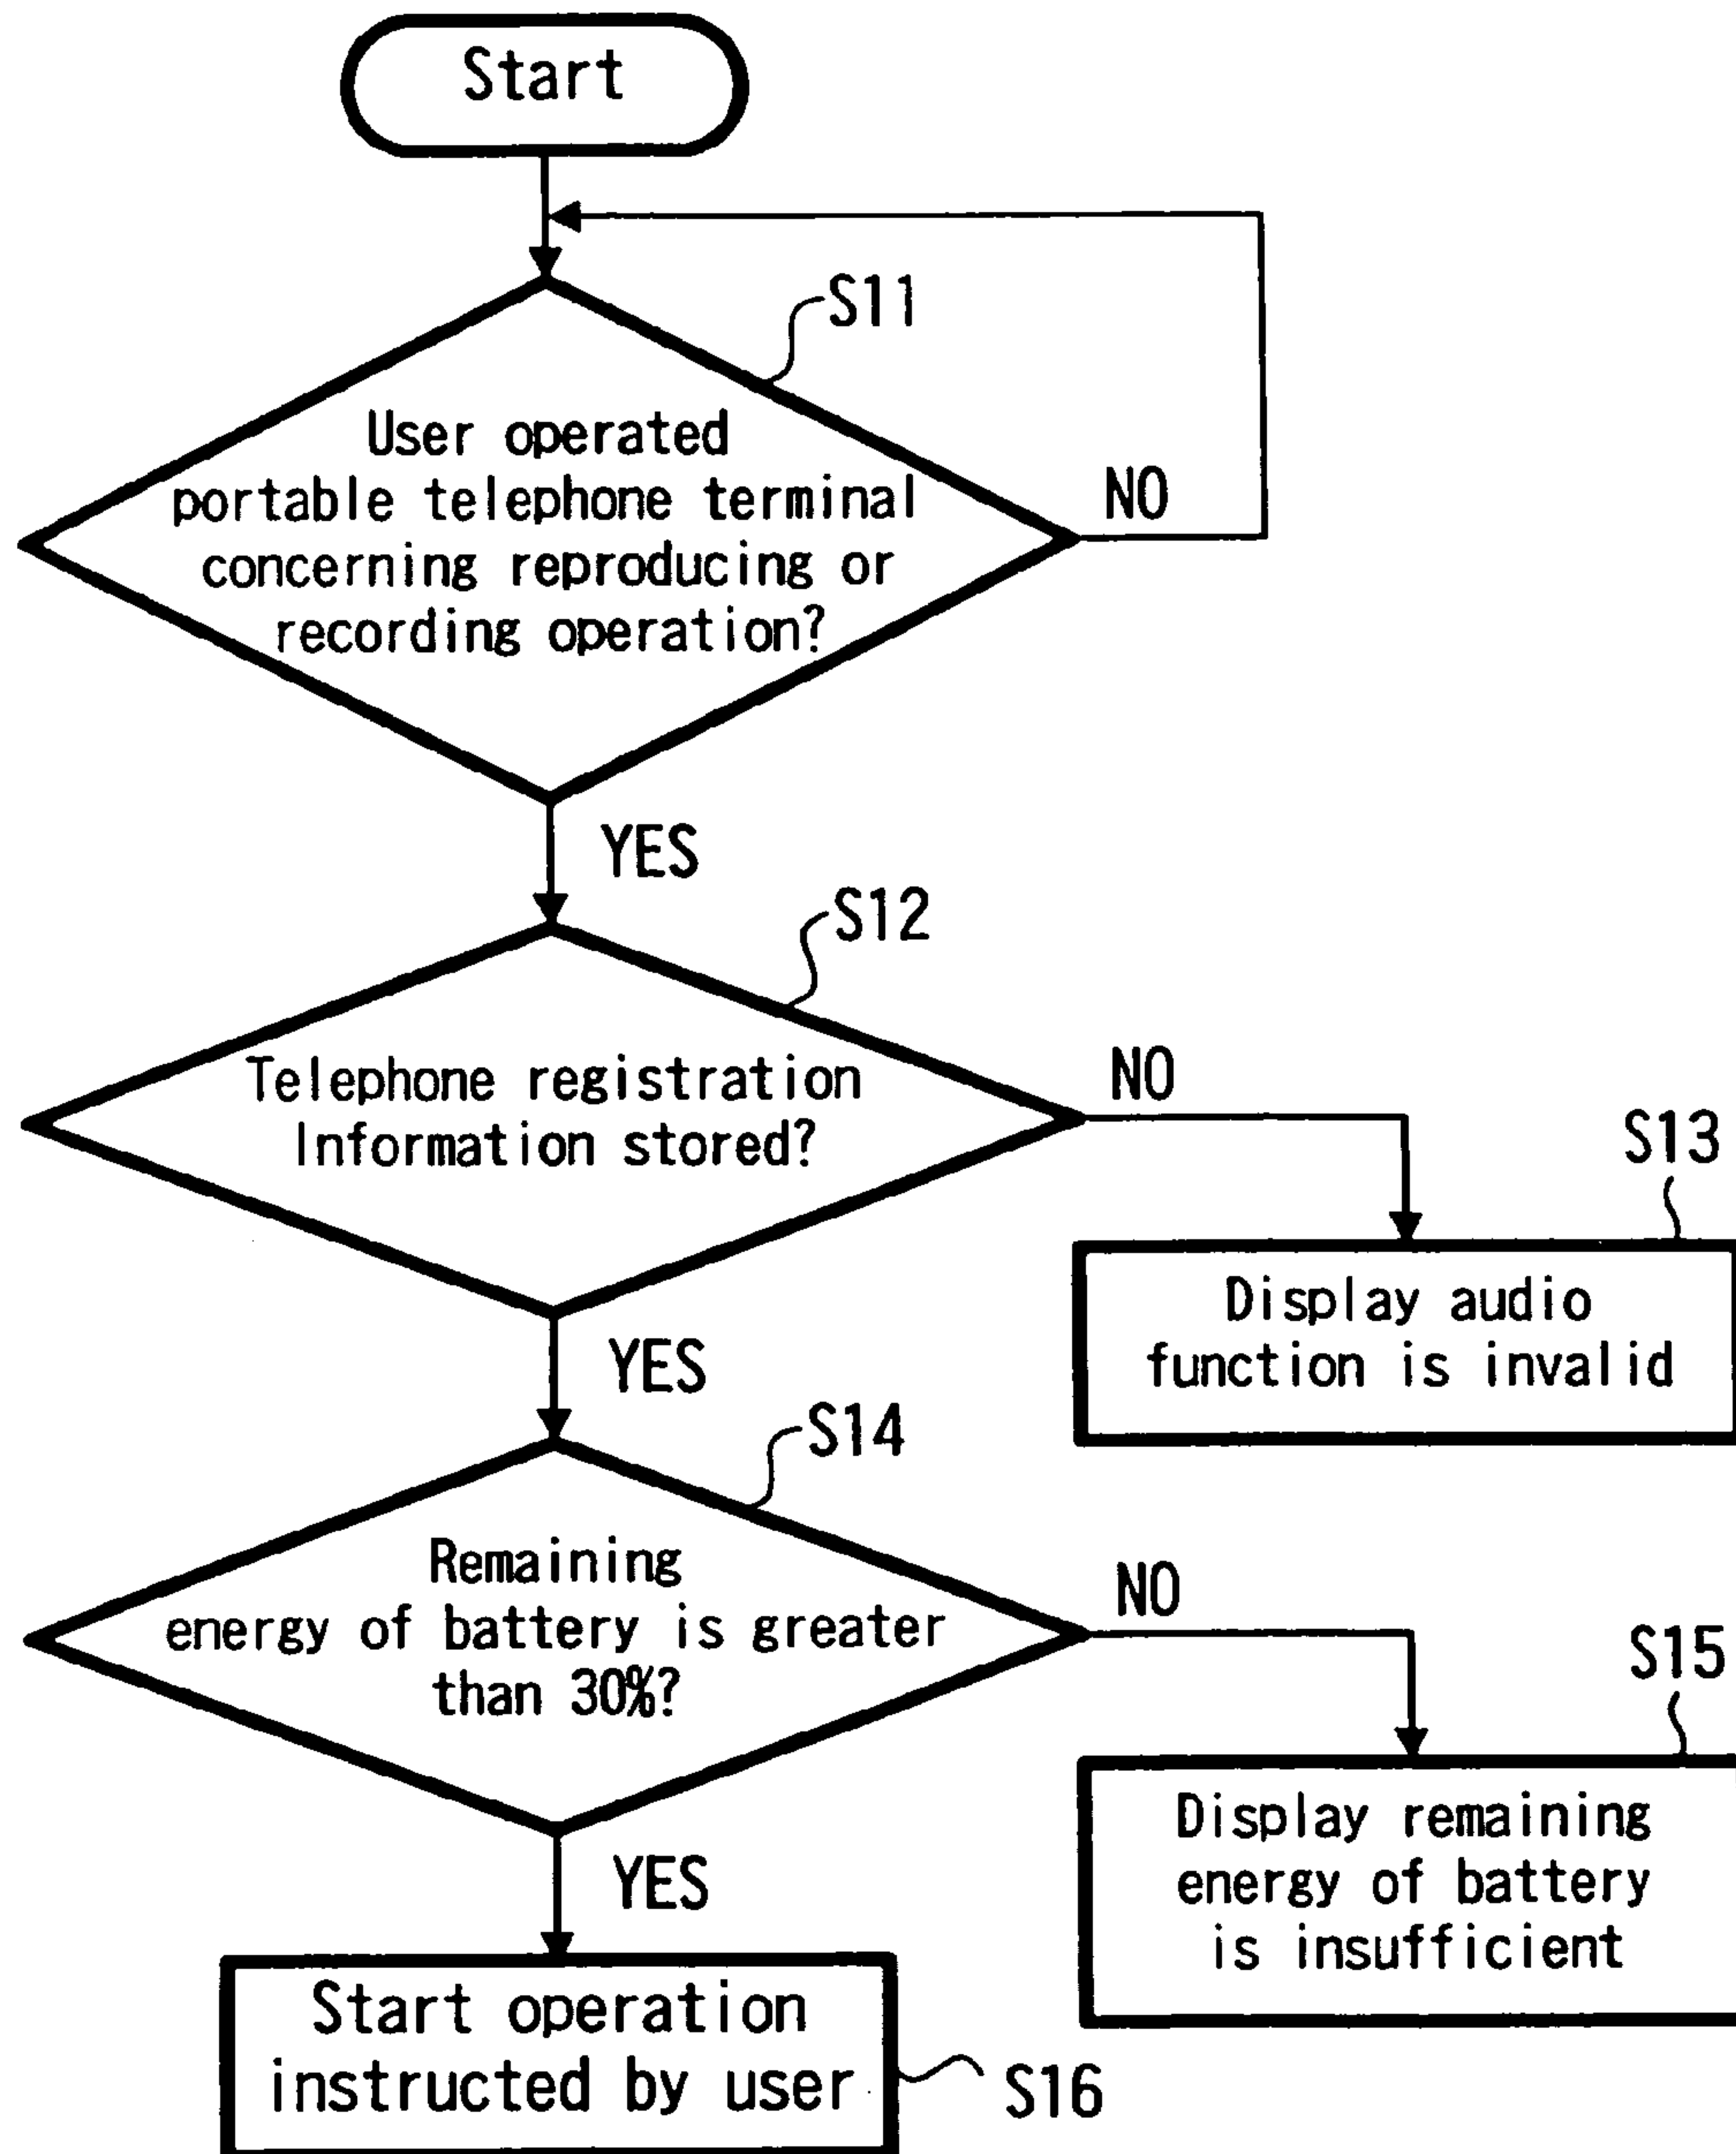 Start
S11
User operated
portable telephone terminal
concerning reproducing or
recording operation?
NO
YES
S12
Telephone registration
Information stored?
NO
S13
Display audio
function is invalid
YES
S14
Remaining
energy of battery is greater
than 30%?
NO
S15
Display remaining
energy of battery
is insufficient
YES
Start operation
instructed by user
S16